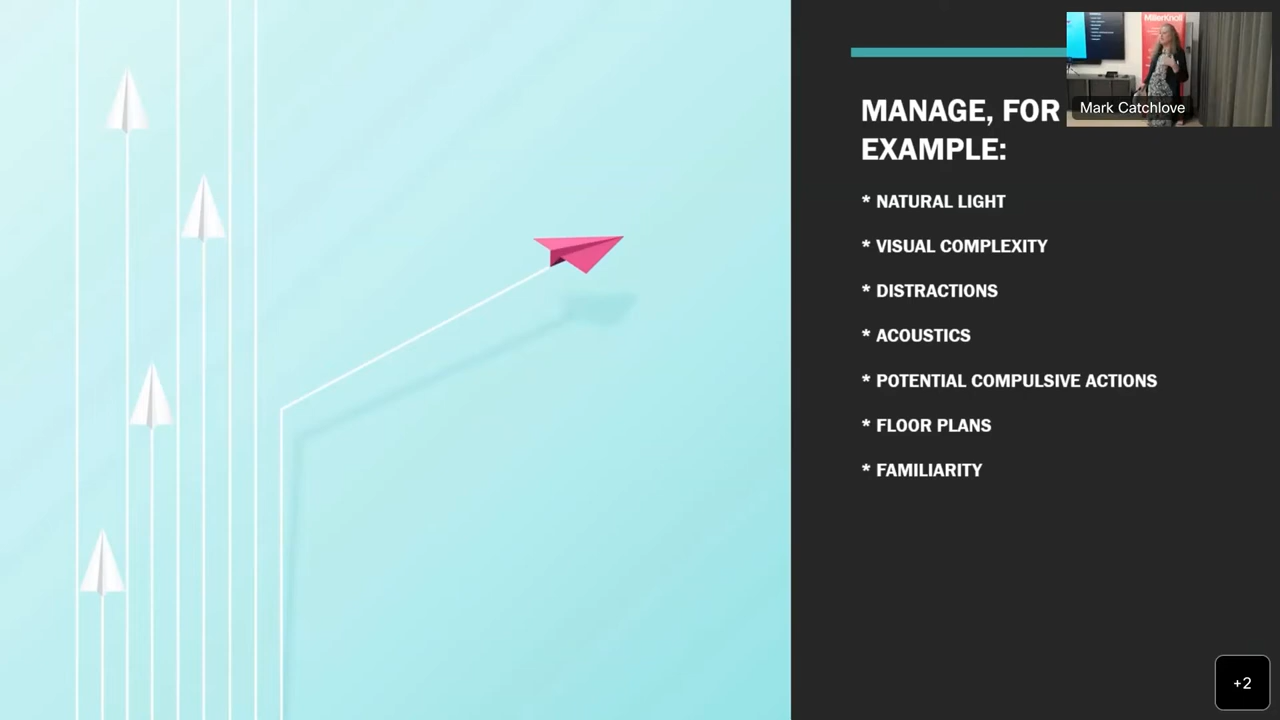 MANAGE, FOR
EXAMPLE:
* NATURAL LIGHT
* VISUAL COMPLEXITY
* DISTRACTIONS
* ACOUSTICS
* POTENTIAL COMPULSIVE ACTIONS
* FLOOR PLANS
* FAMILIARITY
MillerKnoll
Mark Catchlove
+2